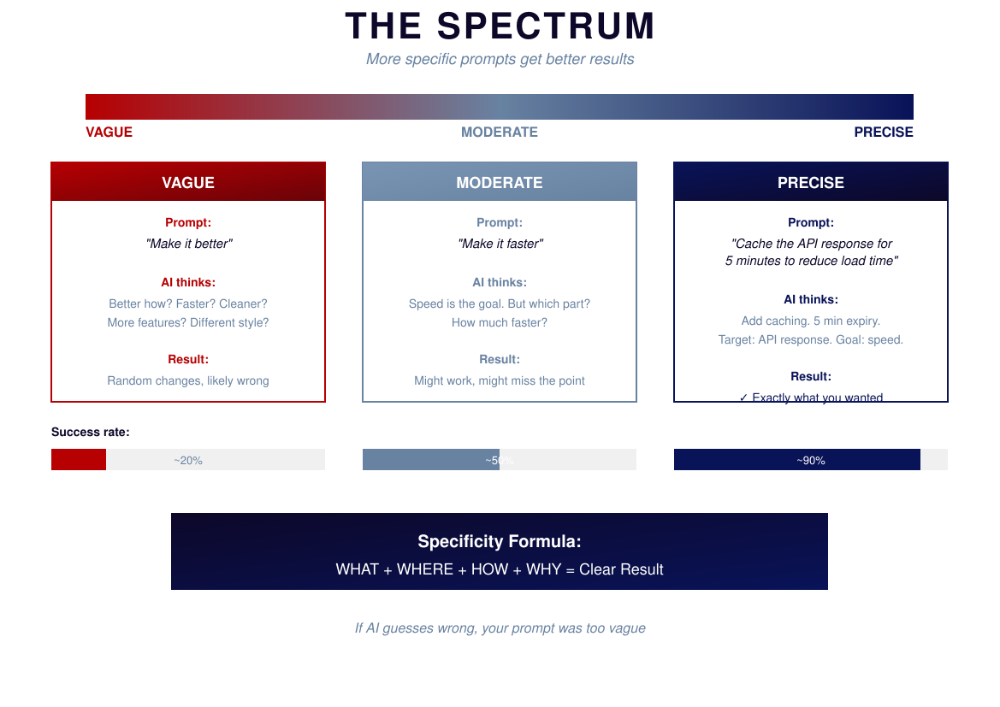 THE SPECTRUM
More specific prompts get better results
VAGUE
MODERATE
PRECISE
VAGUE
Prompt:
"Make it better"
AI thinks:
Better how? Faster? Cleaner?
More features? Different style?
Result:
Random changes, likely wrong
MODERATE
Prompt:
"Make it faster"
AI thinks:
Speed is the goal. But which part?
How much faster?
Result:
Might work, might miss the point
PRECISE
Prompt:
"Cache the API response for
5 minutes to reduce load time"
AI thinks:
Add caching. 5 min expiry.
Target: API response. Goal: speed.
Result:
✓ Exactly what you wanted
Success rate:
~20%
~50%
~90%
Specificity Formula:
WHAT + WHERE + HOW + WHY = Clear Result
If AI guesses wrong, your prompt was too vague